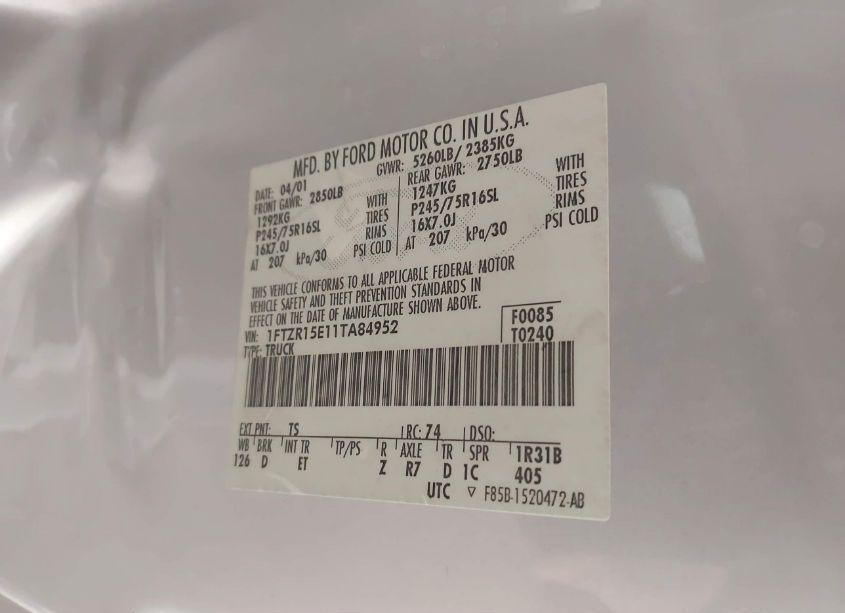 MFD. BY FORD MOTOR CO. IN U.S.A.
DATE: 04/01 GVWR: 5260LB/ 2385KG
FRONT GAWR: 2850LB REAR GAWR: 2750LB
1292KG WITH 1247KG WITH
P245/75R16SL TIRES P245/75R16SL TIRES
16X7.0J RIMS 16X7.0J RIMS
AT 207 kPa/30 PSI COLD AT 207 kPa/30 PSI COLD
THIS VEHICLE CONFORMS TO ALL APPLICABLE FEDERAL MOTOR
VEHICLE SAFETY AND THEFT PREVENTION STANDARDS IN
EFFECT ON THE DATE OF MANUFACTURE SHOWN ABOVE.
VIN: 1FTZR15E11TA84952 F0085
TYPE: TRUCK T0240
EXT PNT: TS RC: 74 DSO:
WB BRK INT TR TP/PS R AXLE TR SPR 1R31B
126 D ET Z R7 D 1C 405
UTC ▽ F85B-1520472-AB